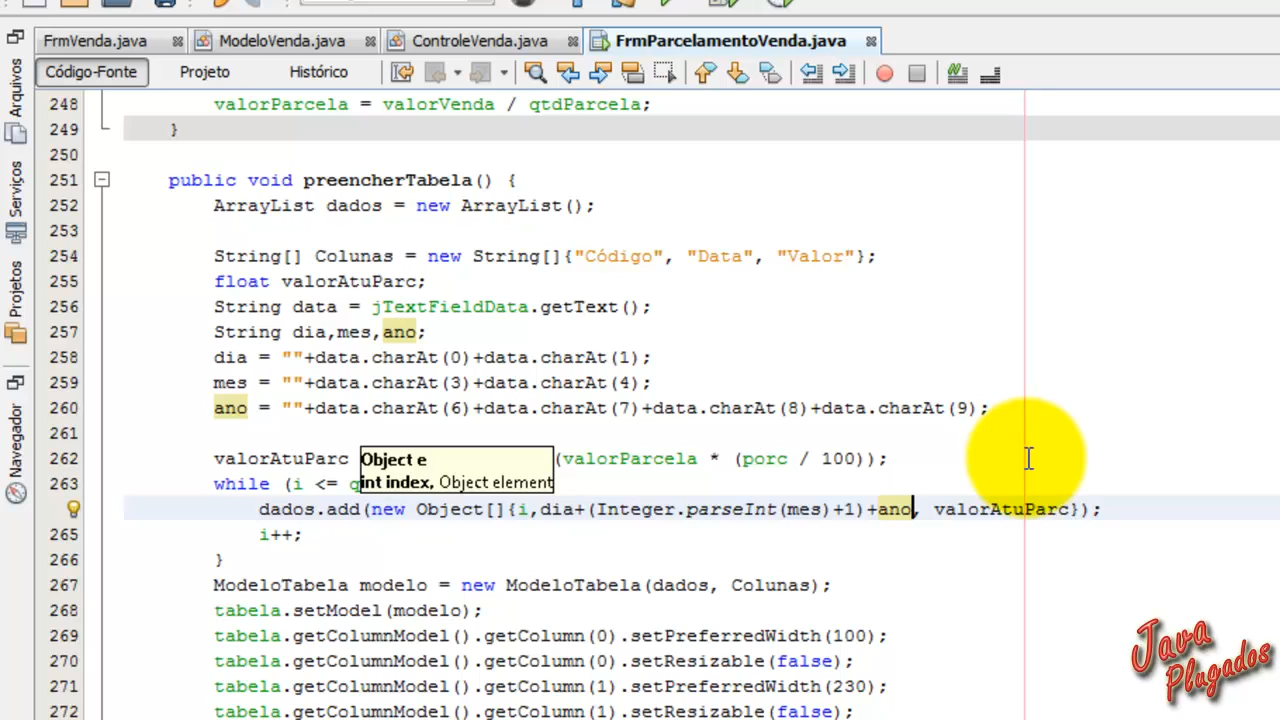 FrmVenda.java ModeloVenda.java ControleVenda.java FrmParcelamentoVenda.java
Código-Fonte Projeto Histórico
Arquivos
Serviços
Projetos
Navegador
248 valorParcela = valorVenda / qtdParcela;
249 }
250
251 public void preencherTabela() {
252 ArrayList dados = new ArrayList();
253
254 String[] Colunas = new String[]{"Código", "Data", "Valor"};
255 float valorAtuParc;
256 String data = jTextFieldData.getText();
257 String dia,mes,ano;
258 dia = ""+data.charAt(0)+data.charAt(1);
259 mes = ""+data.charAt(3)+data.charAt(4);
260 ano = ""+data.charAt(6)+data.charAt(7)+data.charAt(8)+data.charAt(9);
261
262 valorAtuParc (valorParcela * (porc / 100));
Object e
int index, Object element
263 while (i <= q
dados.add(new Object[]{i,dia+(Integer.parseInt(mes)+1)+ano, valorAtuParc});
265 i++;
266 }
267 ModeloTabela modelo = new ModeloTabela(dados, Colunas);
268 tabela.setModel(modelo);
269 tabela.getColumnModel().getColumn(0).setPreferredWidth(100);
270 tabela.getColumnModel().getColumn(0).setResizable(false);
271 tabela.getColumnModel().getColumn(1).setPreferredWidth(230);
272 tabela.getColumnModel().getColumn(1).setResizable(false);
Java
Plugados